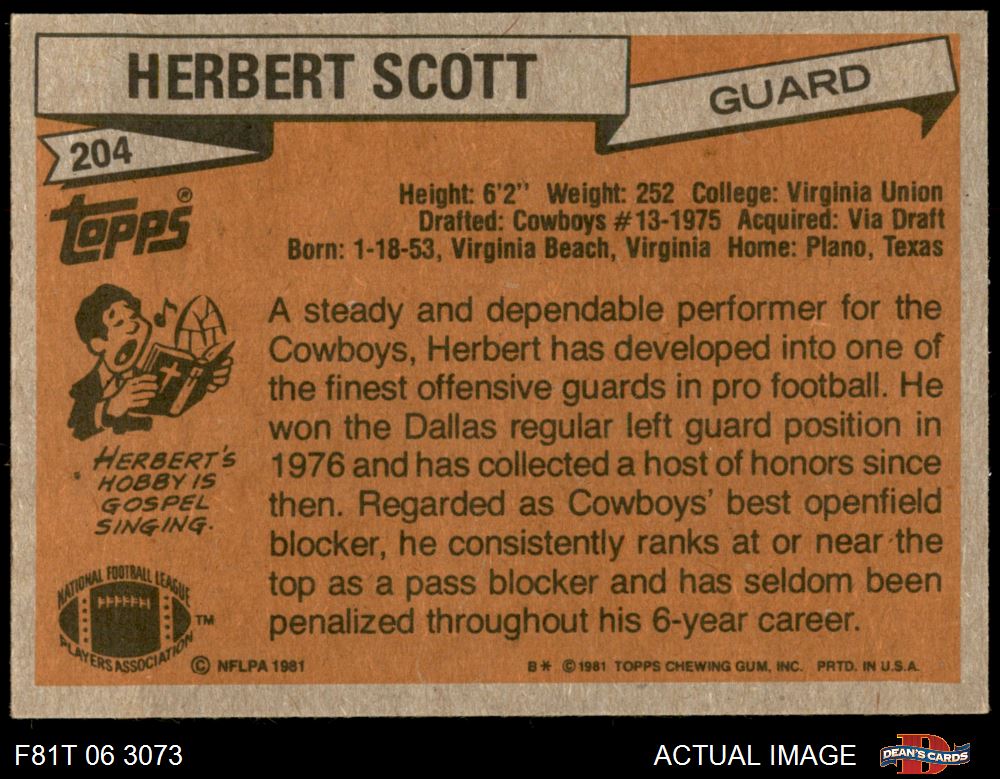 HERBERT SCOTT
GUARD
204
TOPPS®
Height: 6'2" Weight: 252 College: Virginia Union
Drafted: Cowboys #13-1975 Acquired: Via Draft
Born: 1-18-53, Virginia Beach, Virginia Home: Plano, Texas
A steady and dependable performer for the
Cowboys, Herbert has developed into one of
the finest offensive guards in pro football. He
won the Dallas regular left guard position in
1976 and has collected a host of honors since
then. Regarded as Cowboys' best openfield
blocker, he consistently ranks at or near the
top as a pass blocker and has seldom been
penalized throughout his 6-year career.
HERBERT'S
HOBBY IS
GOSPEL
SINGING.
NATIONAL FOOTBALL LEAGUE
PLAYERS ASSOCIATION
TM
© NFLPA 1981
B* © 1981 TOPPS CHEWING GUM, INC. PRTD. IN U.S.A.
F81T 06 3073
ACTUAL IMAGE
D
DEAN'S CARDS